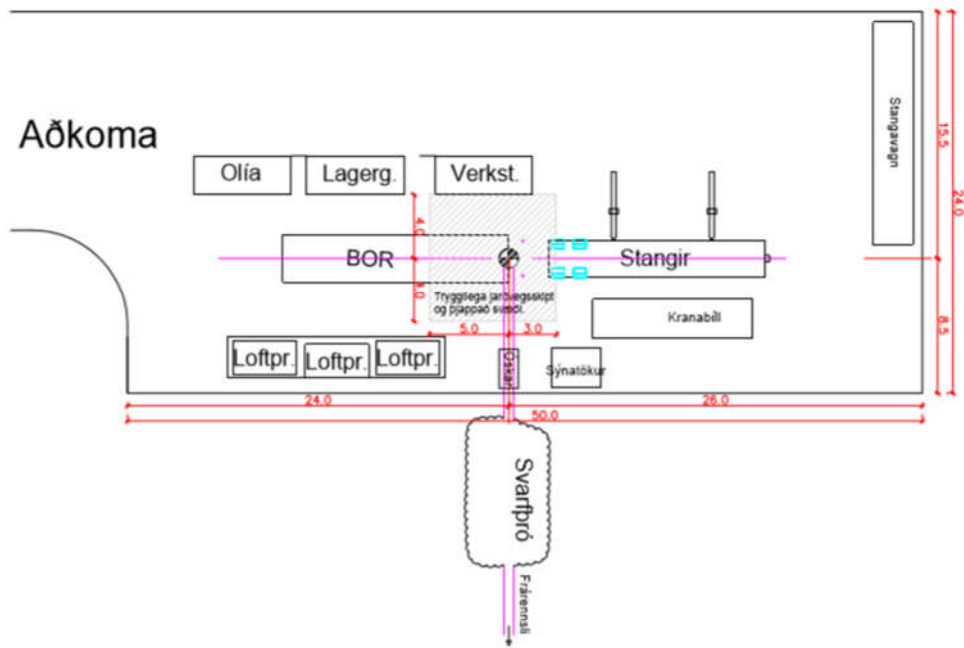 Aðkoma
Olía
Lagerg.
Verkst.
Stangavagn
15.5
24.0
4.0
BOR
Stangir
4.0
og þjappað svæði.
5.0
3.0
Kranabíll
8.5
Loftpr.
Loftpr.
Loftpr.
Óskar
Sýnatökur
24.0
26.0
50.0
Svarfþró
Frárennsli